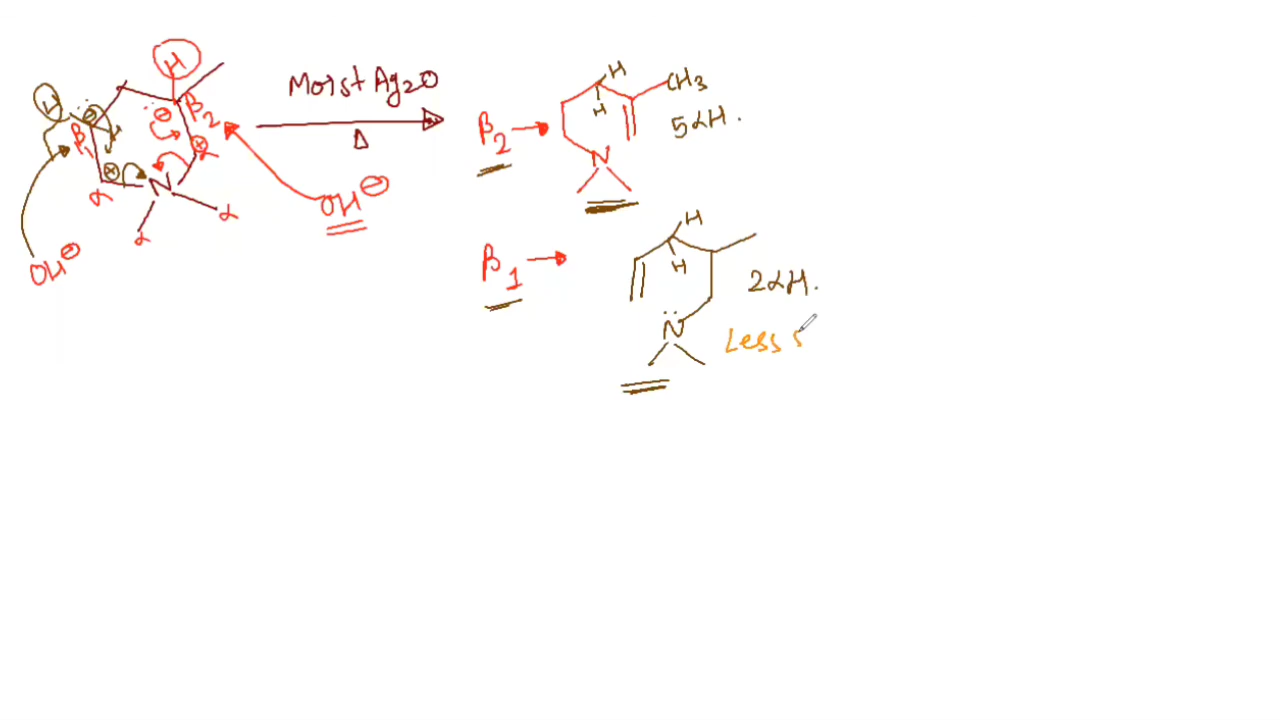 H
H
β₂
β₁
⊖
⊖
⊕
⊕
α
α
N
α
α
OH⊖
OH⊖
Moist Ag₂O
Δ
β₂ →
H
H
CH₃
5αH.
N
β₁ →
H
H
2αH.
N
Less s